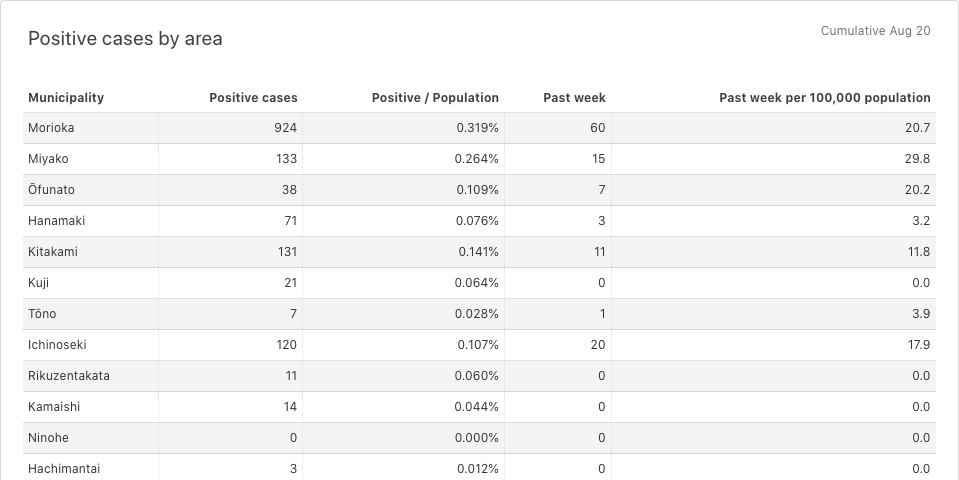 Positive cases by area
Cumulative Aug 20
Municipality Positive cases Positive / Population Past week Past week per 100,000 population
Morioka 924 0.319% 60 20.7
Miyako 133 0.264% 15 29.8
Ōfunato 38 0.109% 7 20.2
Hanamaki 71 0.076% 3 3.2
Kitakami 131 0.141% 11 11.8
Kuji 21 0.064% 0 0.0
Tōno 7 0.028% 1 3.9
Ichinoseki 120 0.107% 20 17.9
Rikuzentakata 11 0.060% 0 0.0
Kamaishi 14 0.044% 0 0.0
Ninohe 0 0.000% 0 0.0
Hachimantai 3 0.012% 0 0.0